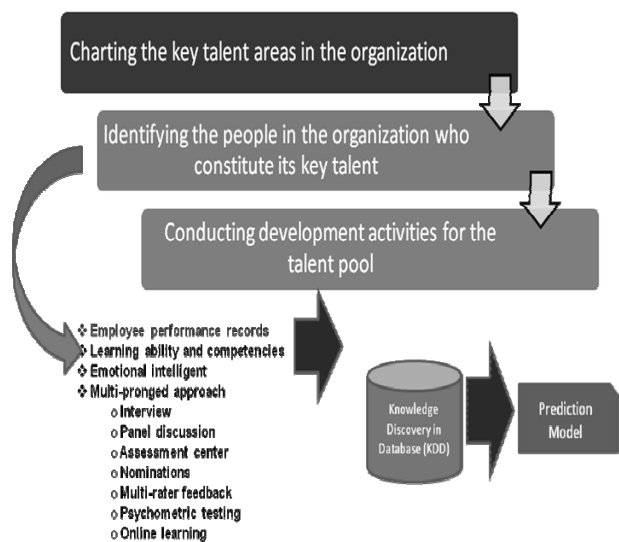 Charting the key talent areas in the organization
Identifying the people in the organization who
constitute its key talent
Conducting development activities for the
talent pool
❖ Employee performance records
❖ Learning ability and competencies
❖ Emotional intelligent
❖ Multi-pronged approach
o Interview
o Panel discussion
o Assessment center
o Nominations
o Multi-rater feedback
o Psychometric testing
o Online learning
Knowledge
Discovery in
Database (KDD)
Prediction
Model